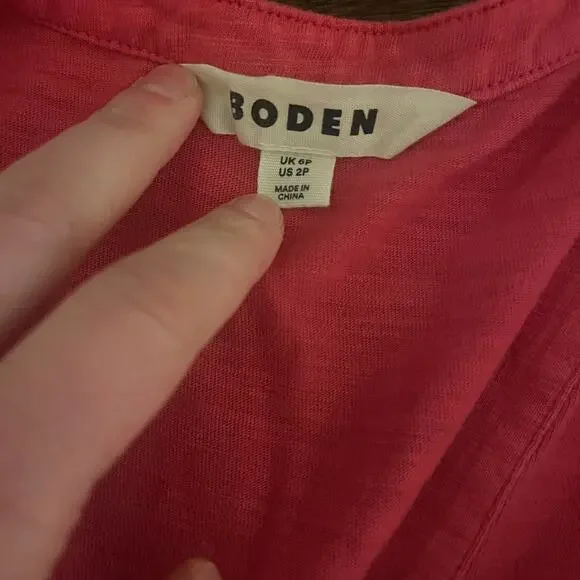 BODEN
UK 6P
US 2P
MADE IN
CHINA